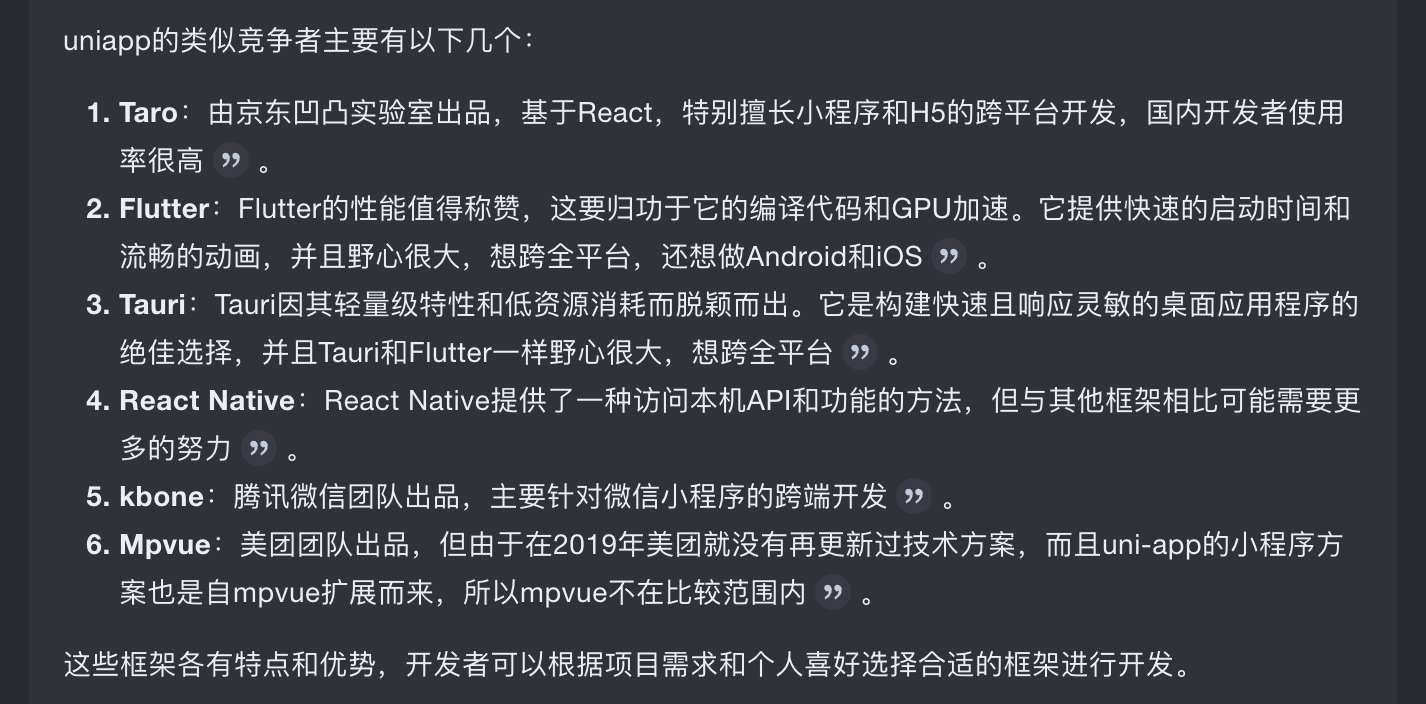 uniapp的类似竞争者主要有以下几个：
1. Taro：由京东凹凸实验室出品，基于React，特别擅长小程序和H5的跨平台开发，国内开发者使用
率很高 ” 。
2. Flutter：Flutter的性能值得称赞，这要归功于它的编译代码和GPU加速。它提供快速的启动时间和
流畅的动画，并且野心很大，想跨全平台，还想做Android和iOS ” 。
3. Tauri：Tauri因其轻量级特性和低资源消耗而脱颖而出。它是构建快速且响应灵敏的桌面应用程序的
绝佳选择，并且Tauri和Flutter一样野心很大，想跨全平台 ” 。
4. React Native：React Native提供了一种访问本机API和功能的方法，但与其他框架相比可能需要更
多的努力 ” 。
5. kbone：腾讯微信团队出品，主要针对微信小程序的跨端开发 ” 。
6. Mpvue：美团团队出品，但由于在2019年美团就没有再更新过技术方案，而且uni-app的小程序方
案也是自mpvue扩展而来，所以mpvue不在比较范围内 ” 。
这些框架各有特点和优势，开发者可以根据项目需求和个人喜好选择合适的框架进行开发。